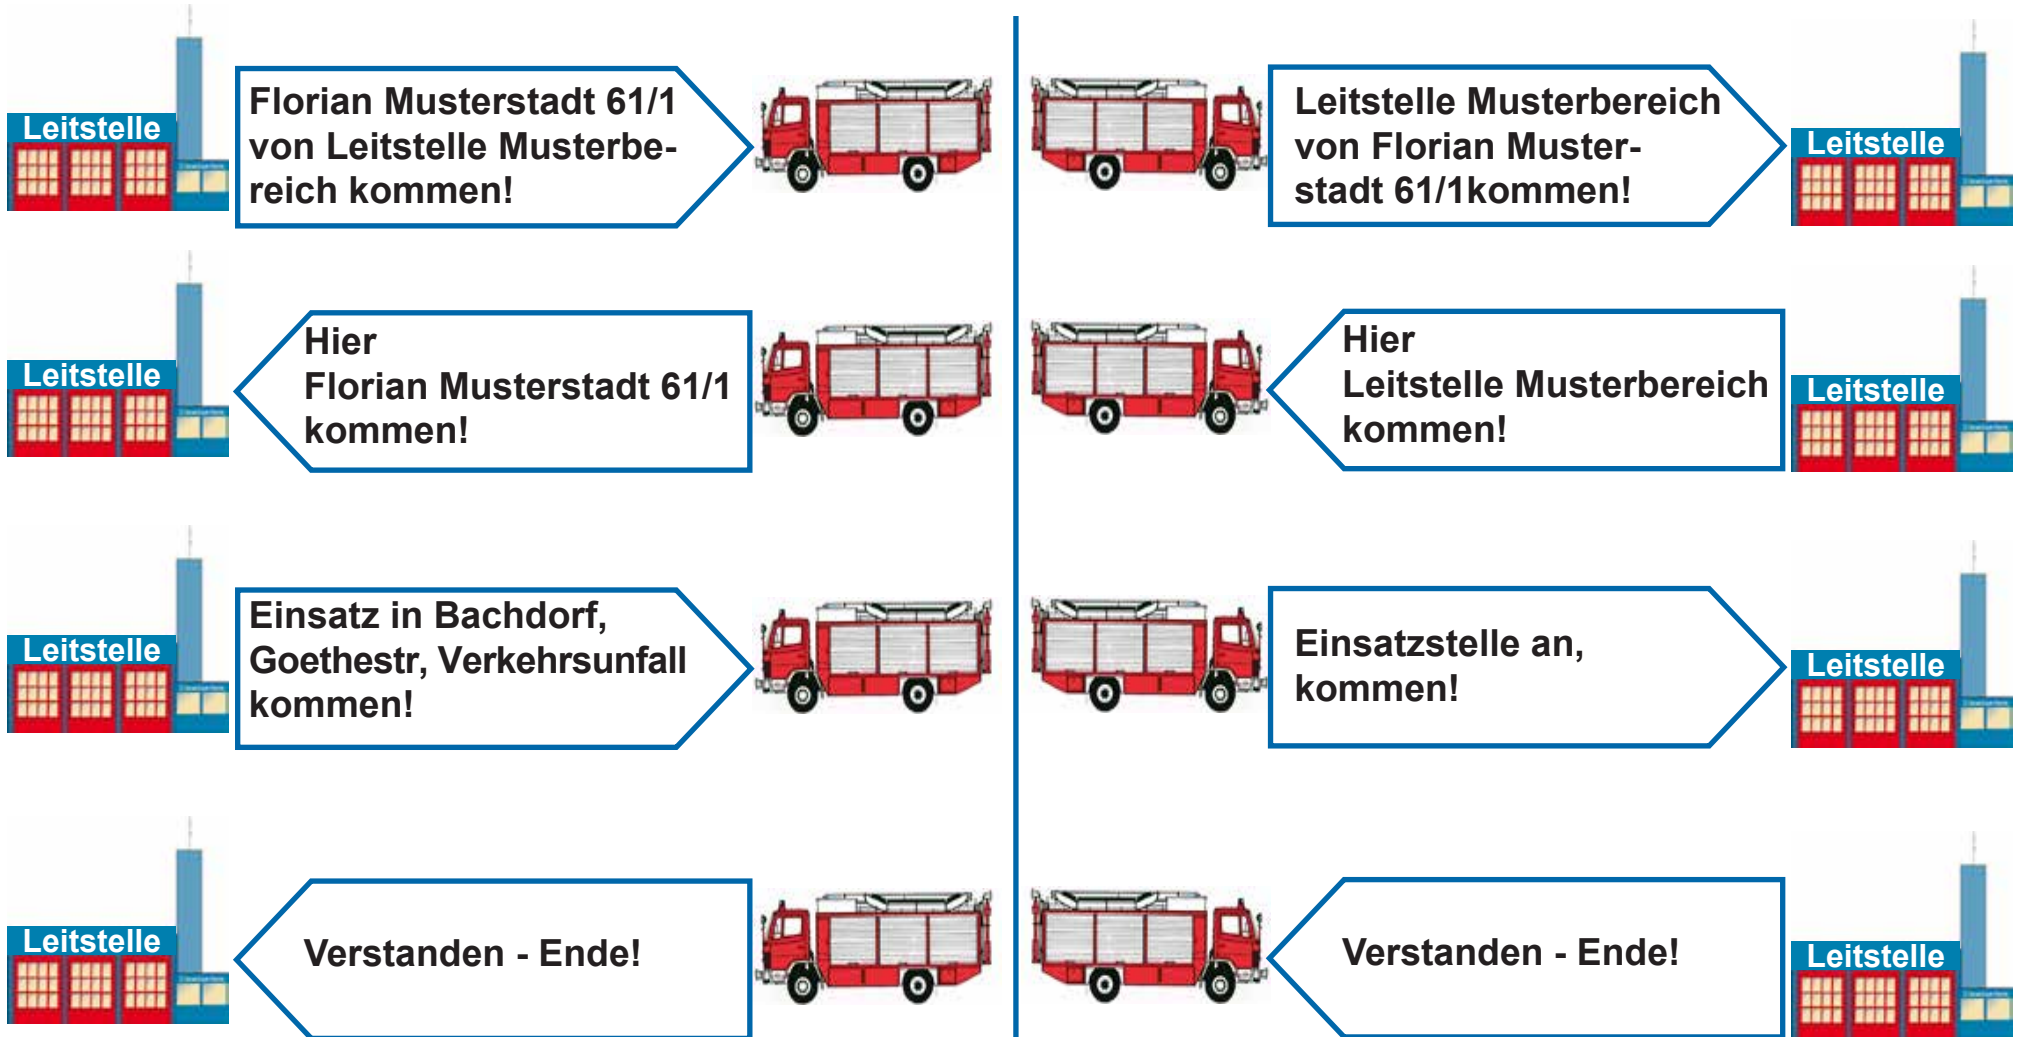 Leitstelle
Florian Musterstadt 61/1
von Leitstelle Musterbe-
reich kommen!
Leitstelle
Hier
Florian Musterstadt 61/1
kommen!
Leitstelle
Einsatz in Bachdorf,
Goethestr, Verkehrsunfall
kommen!
Leitstelle
Verstanden - Ende!
Leitstelle Musterbereich
von Florian Muster-
stadt 61/1kommen!
Leitstelle
Hier
Leitstelle Musterbereich
kommen!
Leitstelle
Einsatzstelle an,
kommen!
Leitstelle
Verstanden - Ende!
Leitstelle